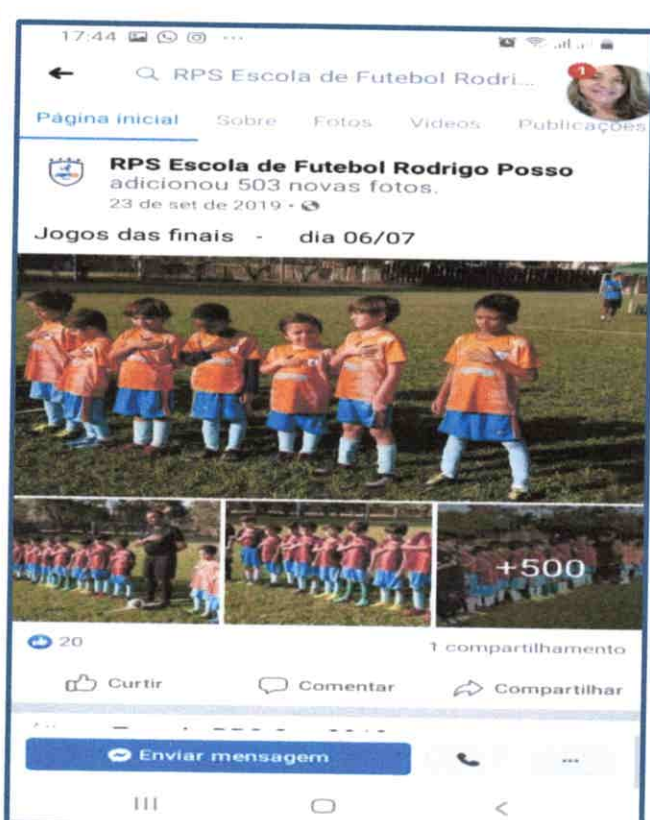 17:44
RPS Escola de Futebol Rodri...
1
Página inicial Sobre Fotos Vídeos Publicações
RPS Escola de Futebol Rodrigo Posso
adicionou 503 novas fotos.
23 de set de 2019 ·
Jogos das finais - dia 06/07
+500
20
1 compartilhamento
Curtir Comentar Compartilhar
Enviar mensagem